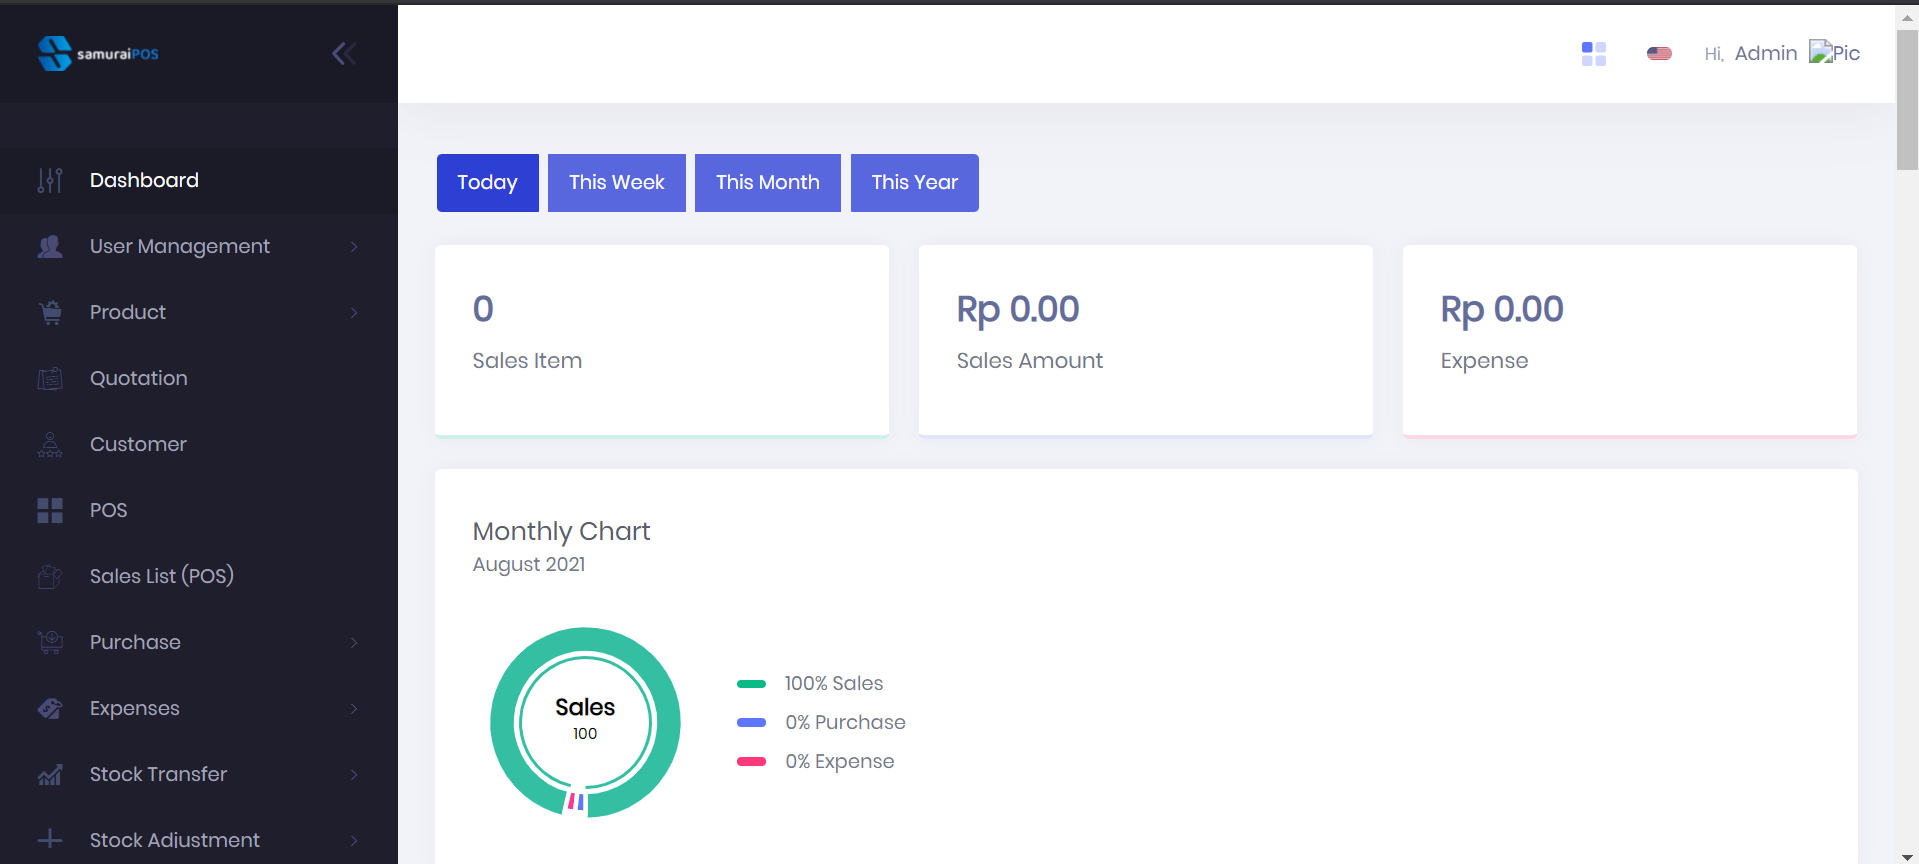 samuraiPOS
Hi, Admin Pic
Dashboard
User Management
Product
Quotation
Customer
POS
Sales List (POS)
Purchase
Expenses
Stock Transfer
Stock Adjustment
Today
This Week
This Month
This Year
0
Sales Item
Rp 0.00
Sales Amount
Rp 0.00
Expense
Monthly Chart
August 2021
Sales
100
100% Sales
0% Purchase
0% Expense